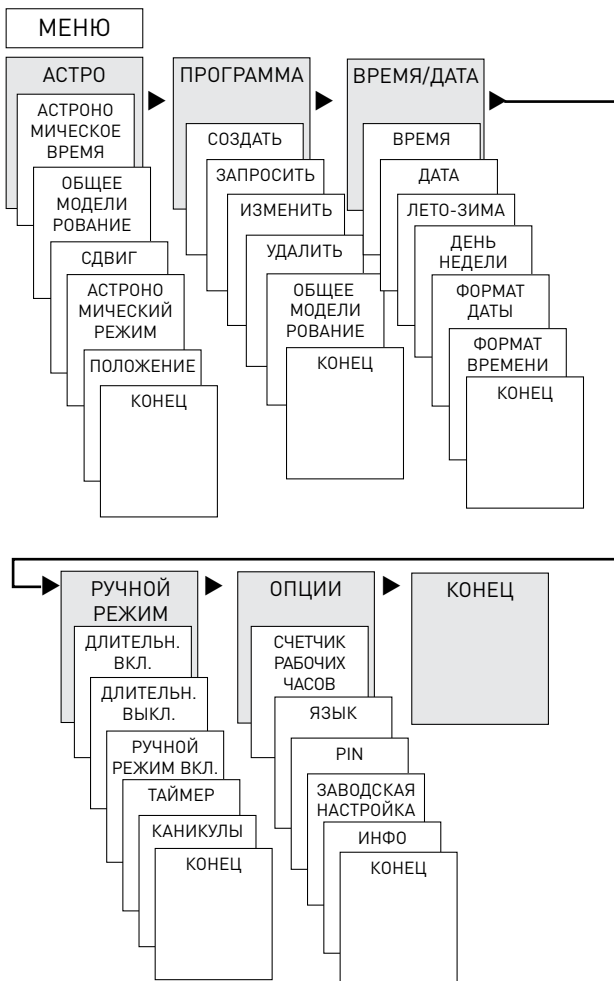 МЕНЮ
АСТРО
АСТРОНО
МИЧЕСКОЕ
ВРЕМЯ
ОБЩЕЕ
МОДЕЛИ
РОВАНИЕ
СДВИГ
АСТРОНО
МИЧЕСКИЙ
РЕЖИМ
ПОЛОЖЕНИЕ
КОНЕЦ
ПРОГРАММА
СОЗДАТЬ
ЗАПРОСИТЬ
ИЗМЕНИТЬ
УДАЛИТЬ
ОБЩЕЕ
МОДЕЛИ
РОВАНИЕ
КОНЕЦ
ВРЕМЯ/ДАТА
ВРЕМЯ
ДАТА
ЛЕТО-ЗИМА
ДЕНЬ
НЕДЕЛИ
ФОРМАТ
ДАТЫ
ФОРМАТ
ВРЕМЕНИ
КОНЕЦ
РУЧНОЙ
РЕЖИМ
ДЛИТЕЛЬН.
ВКЛ.
ДЛИТЕЛЬН.
ВЫКЛ.
РУЧНОЙ
РЕЖИМ ВКЛ.
ТАЙМЕР
КАНИКУЛЫ
КОНЕЦ
ОПЦИИ
СЧЕТЧИК
РАБОЧИХ
ЧАСОВ
ЯЗЫК
PIN
ЗАВОДСКАЯ
НАСТРОЙКА
ИНФО
КОНЕЦ
КОНЕЦ